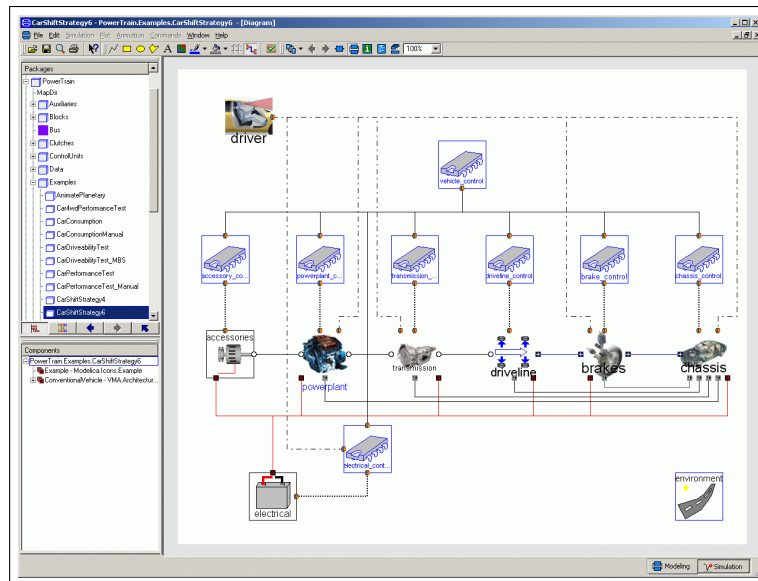 CarShiftStrategy6 - PowerTrain.Examples.CarShiftStrategy6 - [Diagram]
File Edit Simulation Plot Animation Commands Window Help
100%
Packages
PowerTrain
MapDir
Auxiliaries
Blocks
Bus
Clutches
ControlUnits
Data
Examples
AnimatePlanetary
Car4wdPerformanceTest
CarConsumption
CarConsumptionManual
CarDriveabilityTest
CarDriveabilityTest_MBS
CarPerformanceTest
CarPerformanceTest_Manual
CarShiftStrategy4
CarShiftStrategy6
Components
PowerTrain.Examples.CarShiftStrategy6
Example - Modelica.Icons.Example
ConventionalVehicle - VMA.Architectur...
driver
vehicle_control
accessory_co...
powerplant_c...
transmission_...
driveline_control
brake_control
chassis_control
accessories
powerplant
transmission
driveline
brakes
chassis
electrical_cont...
electrical
environment
Modeling
Simulation